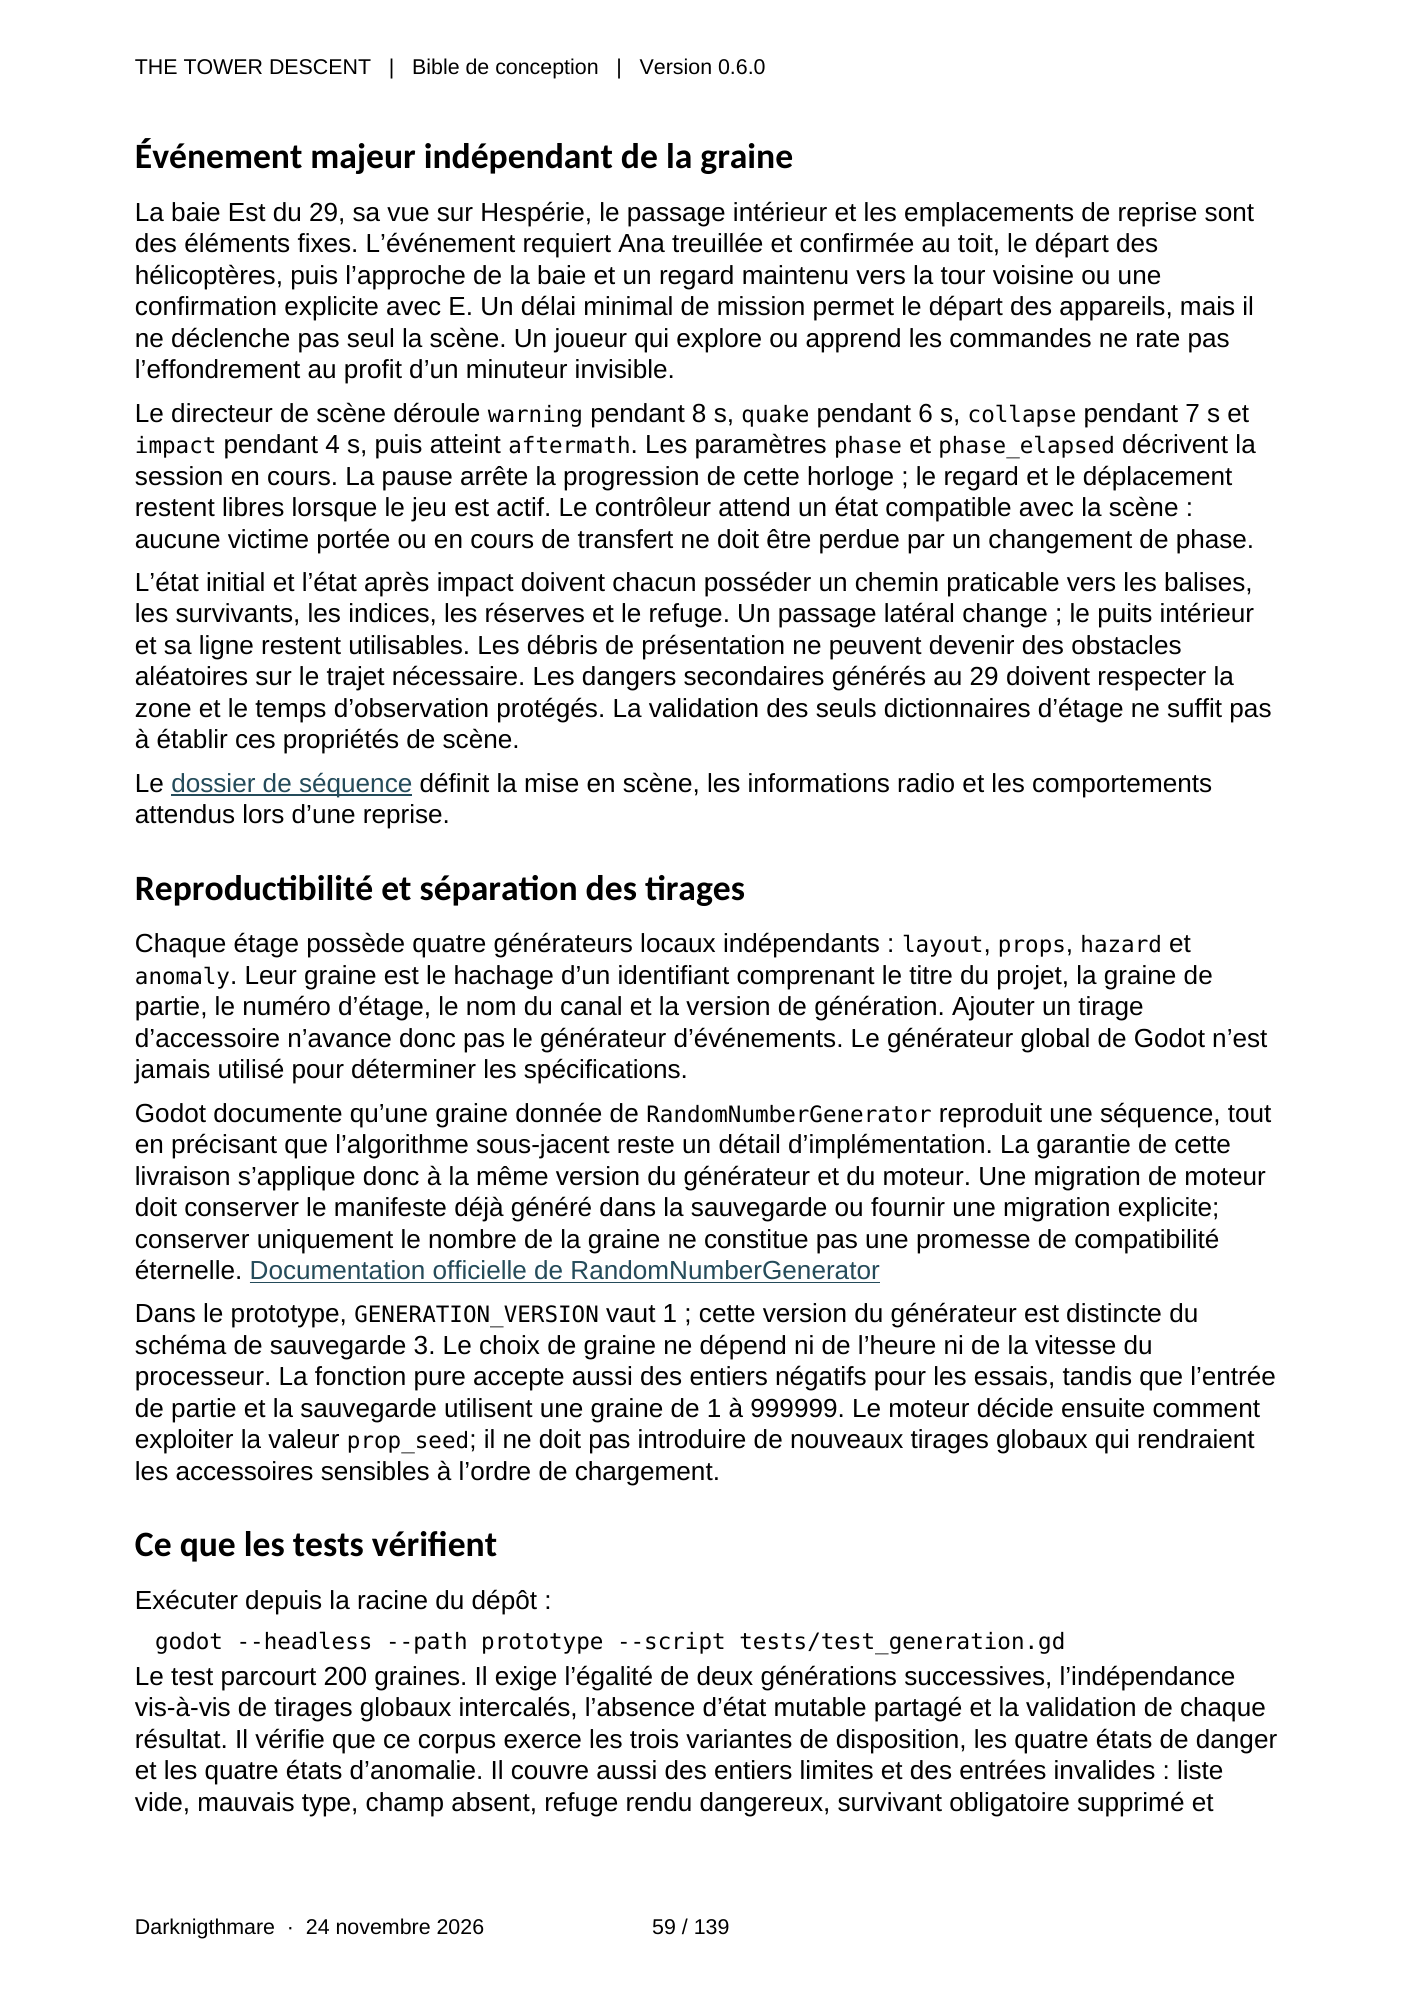 THE TOWER DESCENT | Bible de conception | Version 0.6.0
Événement majeur indépendant de la graine
La baie Est du 29, sa vue sur Hespérie, le passage intérieur et les emplacements de reprise sont
des éléments fixes. L’événement requiert Ana treuillée et confirmée au toit, le départ des
hélicoptères, puis l’approche de la baie et un regard maintenu vers la tour voisine ou une
confirmation explicite avec E. Un délai minimal de mission permet le départ des appareils, mais il
ne déclenche pas seul la scène. Un joueur qui explore ou apprend les commandes ne rate pas
l’effondrement au profit d’un minuteur invisible.
Le directeur de scène déroule warning pendant 8 s, quake pendant 6 s, collapse pendant 7 s et
impact pendant 4 s, puis atteint aftermath. Les paramètres phase et phase_elapsed décrivent la
session en cours. La pause arrête la progression de cette horloge ; le regard et le déplacement
restent libres lorsque le jeu est actif. Le contrôleur attend un état compatible avec la scène :
aucune victime portée ou en cours de transfert ne doit être perdue par un changement de phase.
L’état initial et l’état après impact doivent chacun posséder un chemin praticable vers les balises,
les survivants, les indices, les réserves et le refuge. Un passage latéral change ; le puits intérieur
et sa ligne restent utilisables. Les débris de présentation ne peuvent devenir des obstacles
aléatoires sur le trajet nécessaire. Les dangers secondaires générés au 29 doivent respecter la
zone et le temps d’observation protégés. La validation des seuls dictionnaires d’étage ne suffit pas
à établir ces propriétés de scène.
Le dossier de séquence définit la mise en scène, les informations radio et les comportements
attendus lors d’une reprise.
Reproductibilité et séparation des tirages
Chaque étage possède quatre générateurs locaux indépendants : layout, props, hazard et
anomaly. Leur graine est le hachage d’un identifiant comprenant le titre du projet, la graine de
partie, le numéro d’étage, le nom du canal et la version de génération. Ajouter un tirage
d’accessoire n’avance donc pas le générateur d’événements. Le générateur global de Godot n’est
jamais utilisé pour déterminer les spécifications.
Godot documente qu’une graine donnée de RandomNumberGenerator reproduit une séquence, tout
en précisant que l’algorithme sous-jacent reste un détail d’implémentation. La garantie de cette
livraison s’applique donc à la même version du générateur et du moteur. Une migration de moteur
doit conserver le manifeste déjà généré dans la sauvegarde ou fournir une migration explicite;
conserver uniquement le nombre de la graine ne constitue pas une promesse de compatibilité
éternelle. Documentation officielle de RandomNumberGenerator
Dans le prototype, GENERATION_VERSION vaut 1 ; cette version du générateur est distincte du
schéma de sauvegarde 3. Le choix de graine ne dépend ni de l’heure ni de la vitesse du
processeur. La fonction pure accepte aussi des entiers négatifs pour les essais, tandis que l’entrée
de partie et la sauvegarde utilisent une graine de 1 à 999999. Le moteur décide ensuite comment
exploiter la valeur prop_seed; il ne doit pas introduire de nouveaux tirages globaux qui rendraient
les accessoires sensibles à l’ordre de chargement.
Ce que les tests vérifient
Exécuter depuis la racine du dépôt :
godot --headless --path prototype --script tests/test_generation.gd
Le test parcourt 200 graines. Il exige l’égalité de deux générations successives, l’indépendance
vis-à-vis de tirages globaux intercalés, l’absence d’état mutable partagé et la validation de chaque
résultat. Il vérifie que ce corpus exerce les trois variantes de disposition, les quatre états de danger
et les quatre états d’anomalie. Il couvre aussi des entiers limites et des entrées invalides : liste
vide, mauvais type, champ absent, refuge rendu dangereux, survivant obligatoire supprimé et
Darknigthmare · 24 novembre 2026 59 / 139